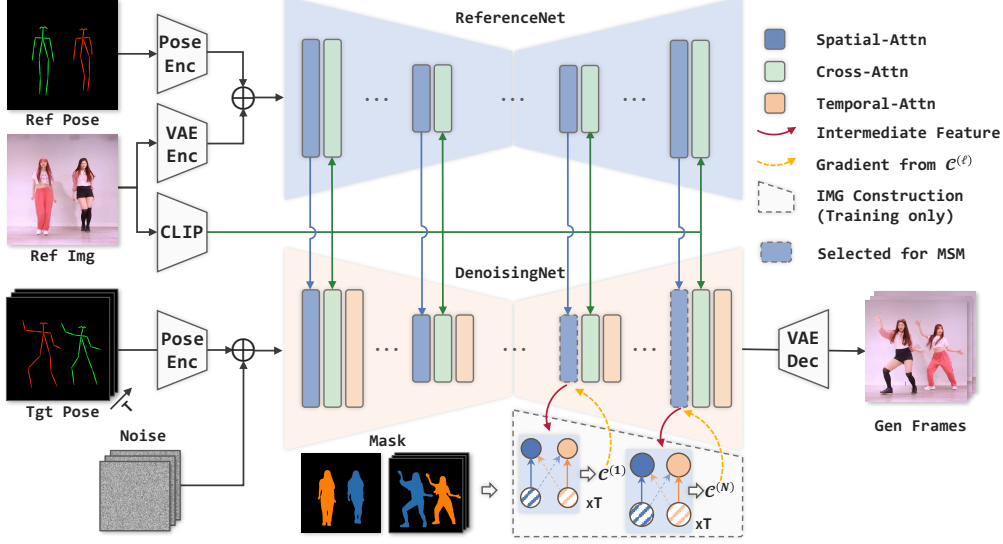 ReferenceNet
Pose
Enc
Ref Pose
VAE
Enc
Ref Img
CLIP
Spatial-Attn
Cross-Attn
Temporal-Attn
Intermediate Feature
Gradient from 𝒞^(ℓ)
IMG Construction
(Training only)
Selected for MSM
...
...
...
DenoisingNet
Pose
Enc
Tgt Pose
T
...
...
...
VAE
Dec
Gen Frames
Noise
Mask
𝒞^(1)
xT
𝒞^(N)
xT